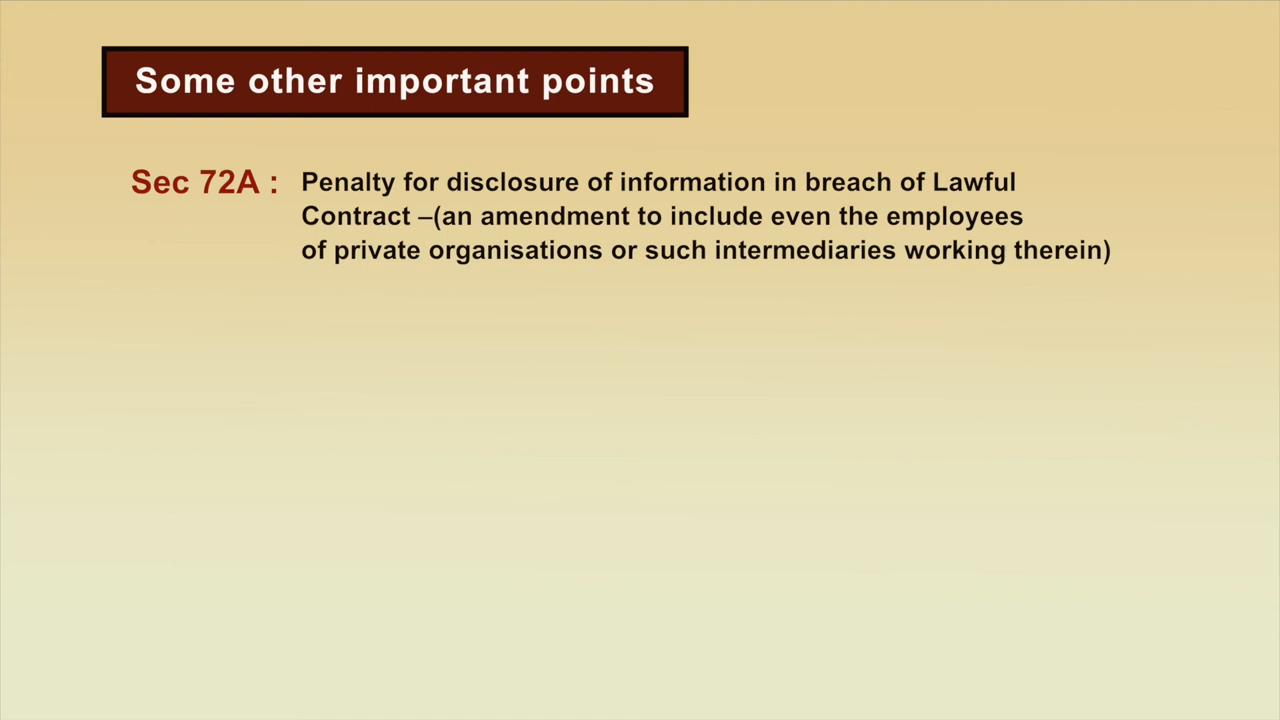 Some other important points
Sec 72A : Penalty for disclosure of information in breach of Lawful
Contract –(an amendment to include even the employees
of private organisations or such intermediaries working therein)